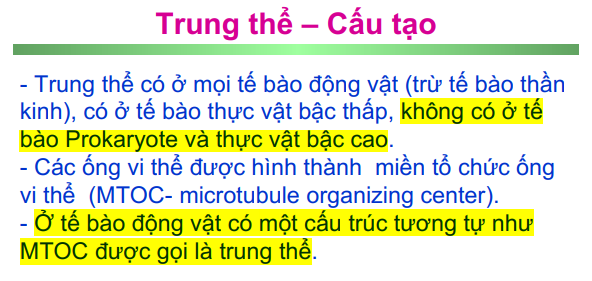 Trung thể – Cấu tạo
- Trung thể có ở mọi tế bào động vật (trừ tế bào thần
kinh), có ở tế bào thực vật bậc thấp, không có ở tế
bào Prokaryote và thực vật bậc cao.
- Các ống vi thể được hình thành miền tổ chức ống
vi thể (MTOC- microtubule organizing center).
- Ở tế bào động vật có một cấu trúc tương tự như
MTOC được gọi là trung thể.